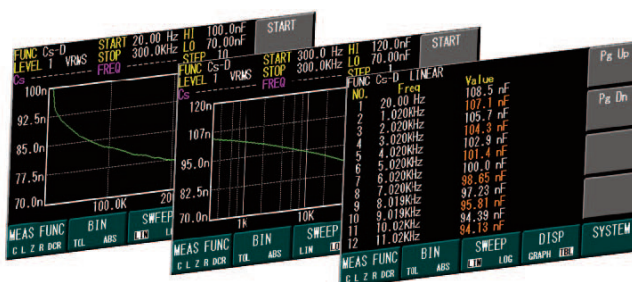 FUNC Cs-D START 20.00 Hz HI 100.0nF START
LEVEL 1 VRMS STOP 300.0KHz LO 70.00nF
STEP
Cs FREQ
100n
92.5n
85.0n
77.5n
70.0n
100.0K 200
MEAS FUNC BIN SWEEP
C L Z R DCR TOL ABS LIN
FUNC Cs-D START 300.0 Hz HI 120.0nF START
LEVEL 1 VRMS STOP 300.0KHz LO 70.00nF
STEP
Cs FREQ
120n
107n
95.0n
82.5n
70.0n
1K 10K
MEAS FUNC BIN SWEEP
C L Z R DCR TOL ABS LIN
FUNC Cs-D LINEAR
NO. Freq Value
1 20.00 Hz 108.5 nF
2 1.020KHz 107.1 nF
3 2.020KHz 105.7 nF
4 3.020KHz 104.3 nF
5 4.020KHz 102.9 nF
6 5.020KHz 101.4 nF
7 6.020KHz 100.0 nF
8 7.020KHz 98.65 nF
9 8.019KHz 97.23 nF
10 9.019KHz 95.81 nF
11 10.02KHz 94.39 nF
12 11.02KHz 94.13 nF
Pg Up
Pg Dn
MEAS FUNC BIN SWEEP DISP SYSTEM
C L Z R DCR TOL ABS LIN LOG GRAPH TBL